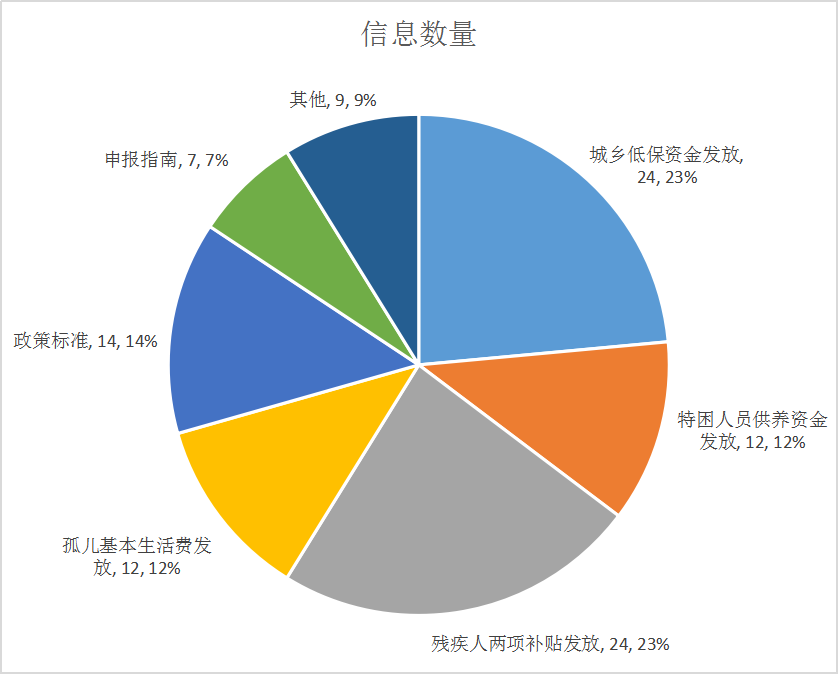 信息数量
其他, 9, 9%
城乡低保资金发放,
24, 23%
申报指南, 7, 7%
政策标准, 14, 14%
特困人员供养资金
发放, 12, 12%
孤儿基本生活费发
放, 12, 12%
残疾人两项补贴发放, 24, 23%